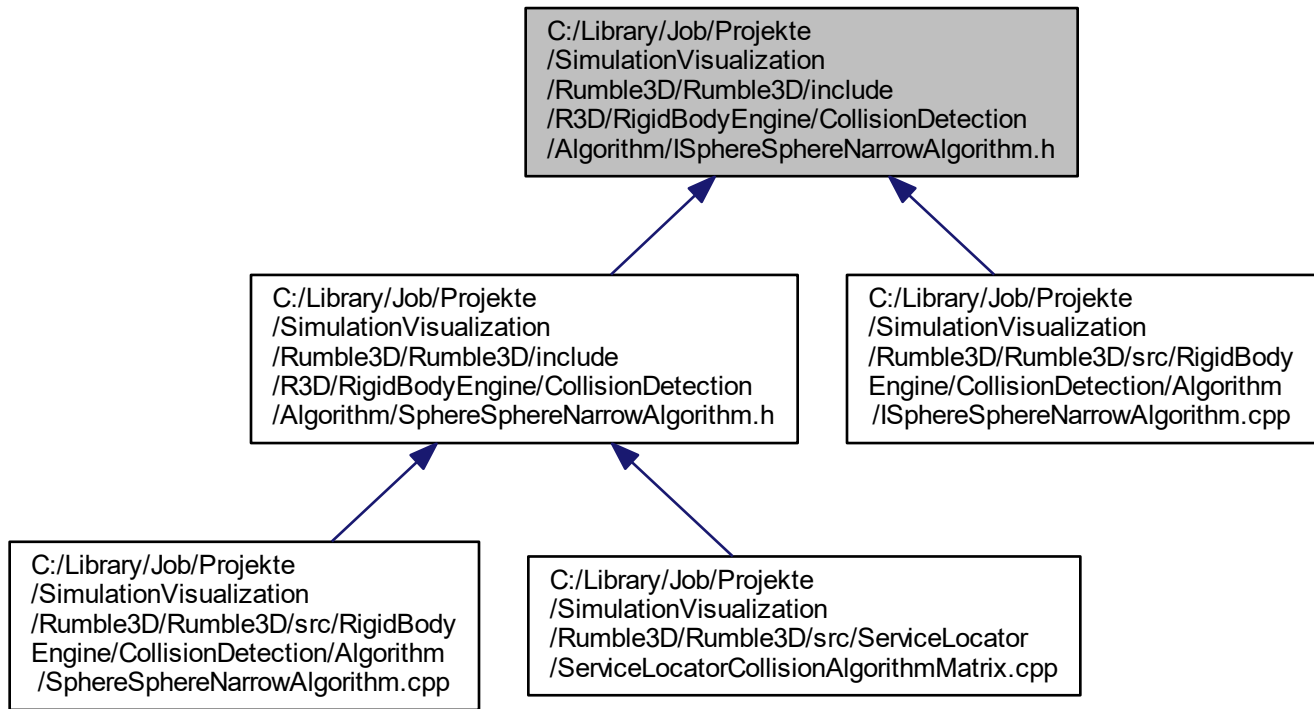 C:/Library/Job/Projekte
/SimulationVisualization
/Rumble3D/Rumble3D/include
/R3D/RigidBodyEngine/CollisionDetection
/Algorithm/ISphereSphereNarrowAlgorithm.h
C:/Library/Job/Projekte
/SimulationVisualization
/Rumble3D/Rumble3D/include
/R3D/RigidBodyEngine/CollisionDetection
/Algorithm/SphereSphereNarrowAlgorithm.h
C:/Library/Job/Projekte
/SimulationVisualization
/Rumble3D/Rumble3D/src/RigidBody
Engine/CollisionDetection/Algorithm
/ISphereSphereNarrowAlgorithm.cpp
C:/Library/Job/Projekte
/SimulationVisualization
/Rumble3D/Rumble3D/src/RigidBody
Engine/CollisionDetection/Algorithm
/SphereSphereNarrowAlgorithm.cpp
C:/Library/Job/Projekte
/SimulationVisualization
/Rumble3D/Rumble3D/src/ServiceLocator
/ServiceLocatorCollisionAlgorithmMatrix.cpp